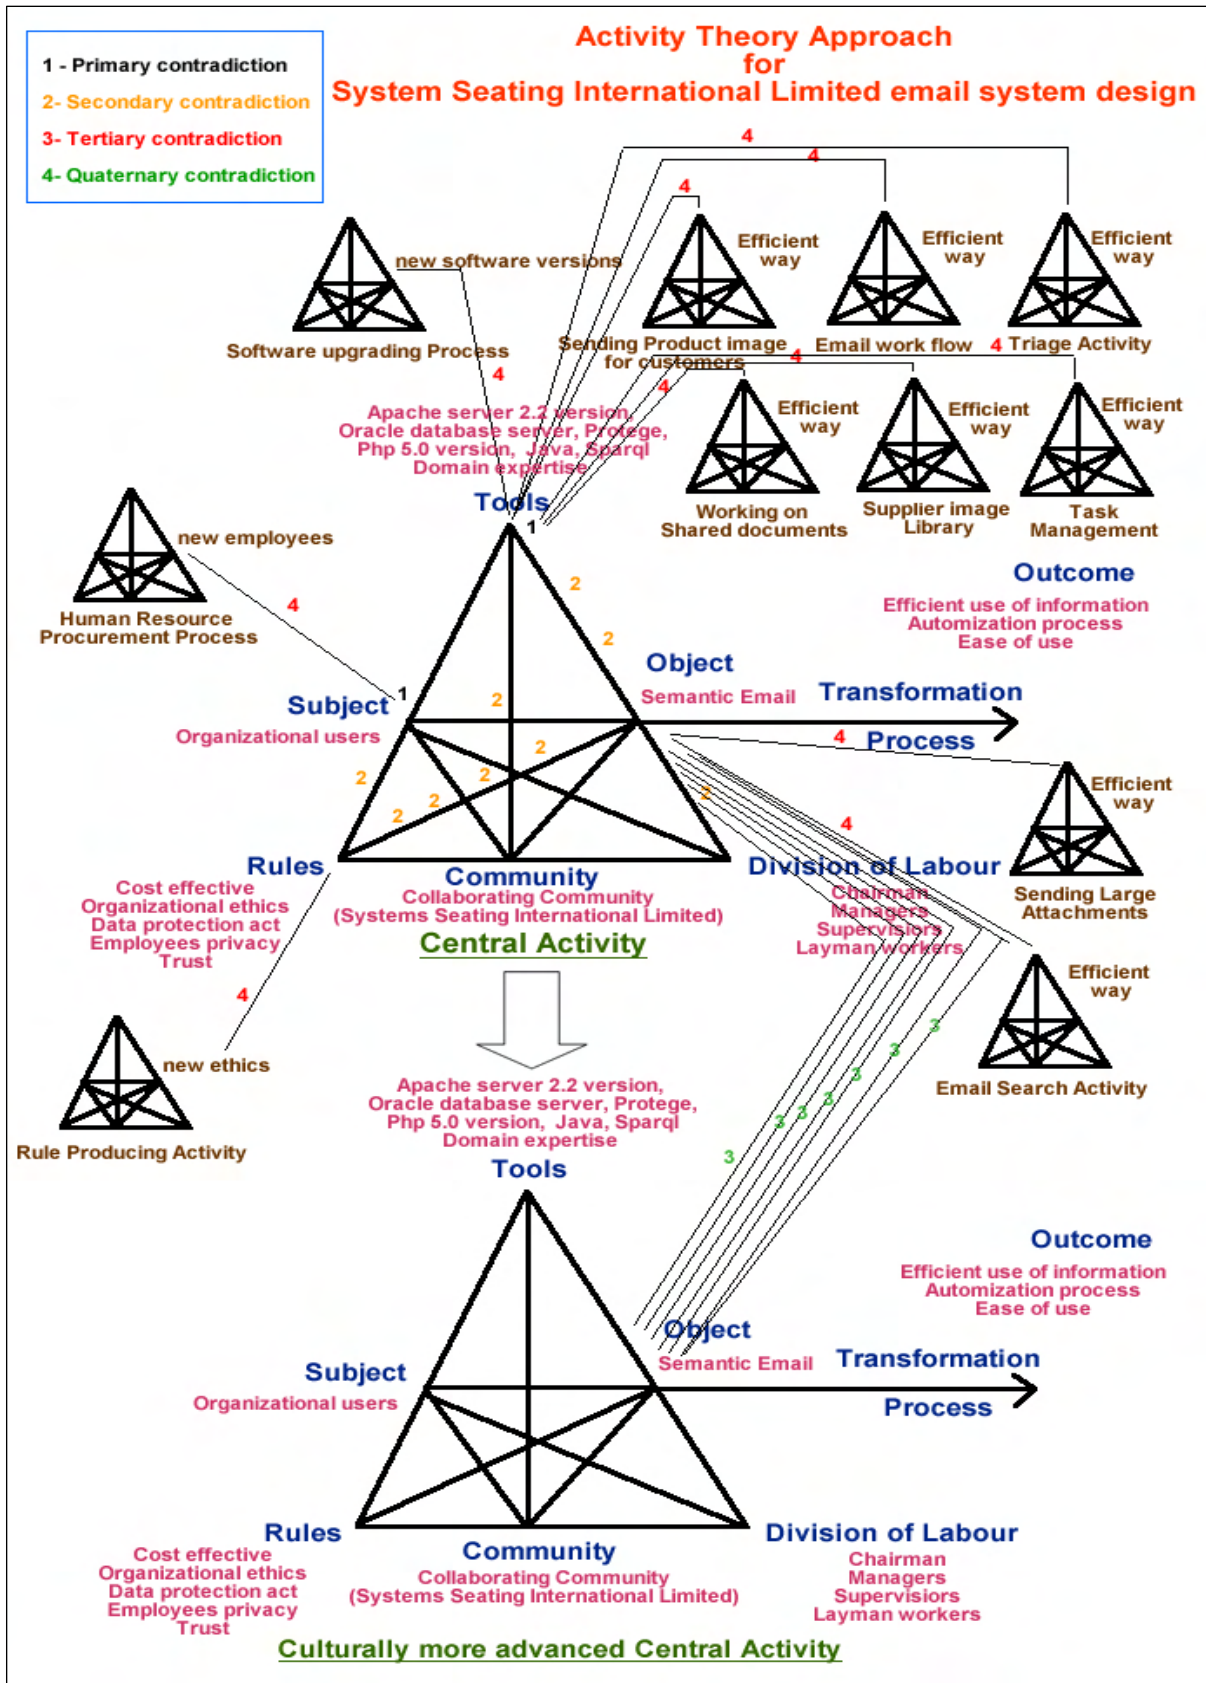 Activity Theory Approach
for
System Seating International Limited email system design
1 - Primary contradiction
2- Secondary contradiction
3- Tertiary contradiction
4- Quaternary contradiction
4
4
4
Efficient
way
Efficient
way
Efficient
way
new software versions
Software upgrading Process
Sending Product image
for customers
Email work flow
Triage Activity
4
4
4
4
Apache server 2.2 version,
Oracle database server, Protege,
Php 5.0 version, Java, Sparql
Domain expertise
Tools
1
Efficient
way
Efficient
way
Efficient
way
Working on
Shared documents
Supplier image
Library
Task
Management
new employees
Human Resource
Procurement Process
4
Outcome
Efficient use of information
Automization process
Ease of use
2
2
Object
Semantic Email
Transformation
Process
1
Subject
Organizational users
2
2
2
2
2
2
2
4
4
Efficient
way
Sending Large
Attachments
Rules
Cost effective
Organizational ethics
Data protection act
Employees privacy
Trust
Community
Collaborating Community
(Systems Seating International Limited)
Central Activity
Division of Labour
Chairman
Managers
Supervisiors
Layman workers
Efficient
way
Email Search Activity
4
new ethics
Rule Producing Activity
3
3
3
3
3
3
Apache server 2.2 version,
Oracle database server, Protege,
Php 5.0 version, Java, Sparql
Domain expertise
Tools
Outcome
Efficient use of information
Automization process
Ease of use
Object
Semantic Email
Transformation
Process
Subject
Organizational users
Rules
Cost effective
Organizational ethics
Data protection act
Employees privacy
Trust
Community
Collaborating Community
(Systems Seating International Limited)
Division of Labour
Chairman
Managers
Supervisiors
Layman workers
Culturally more advanced Central Activity